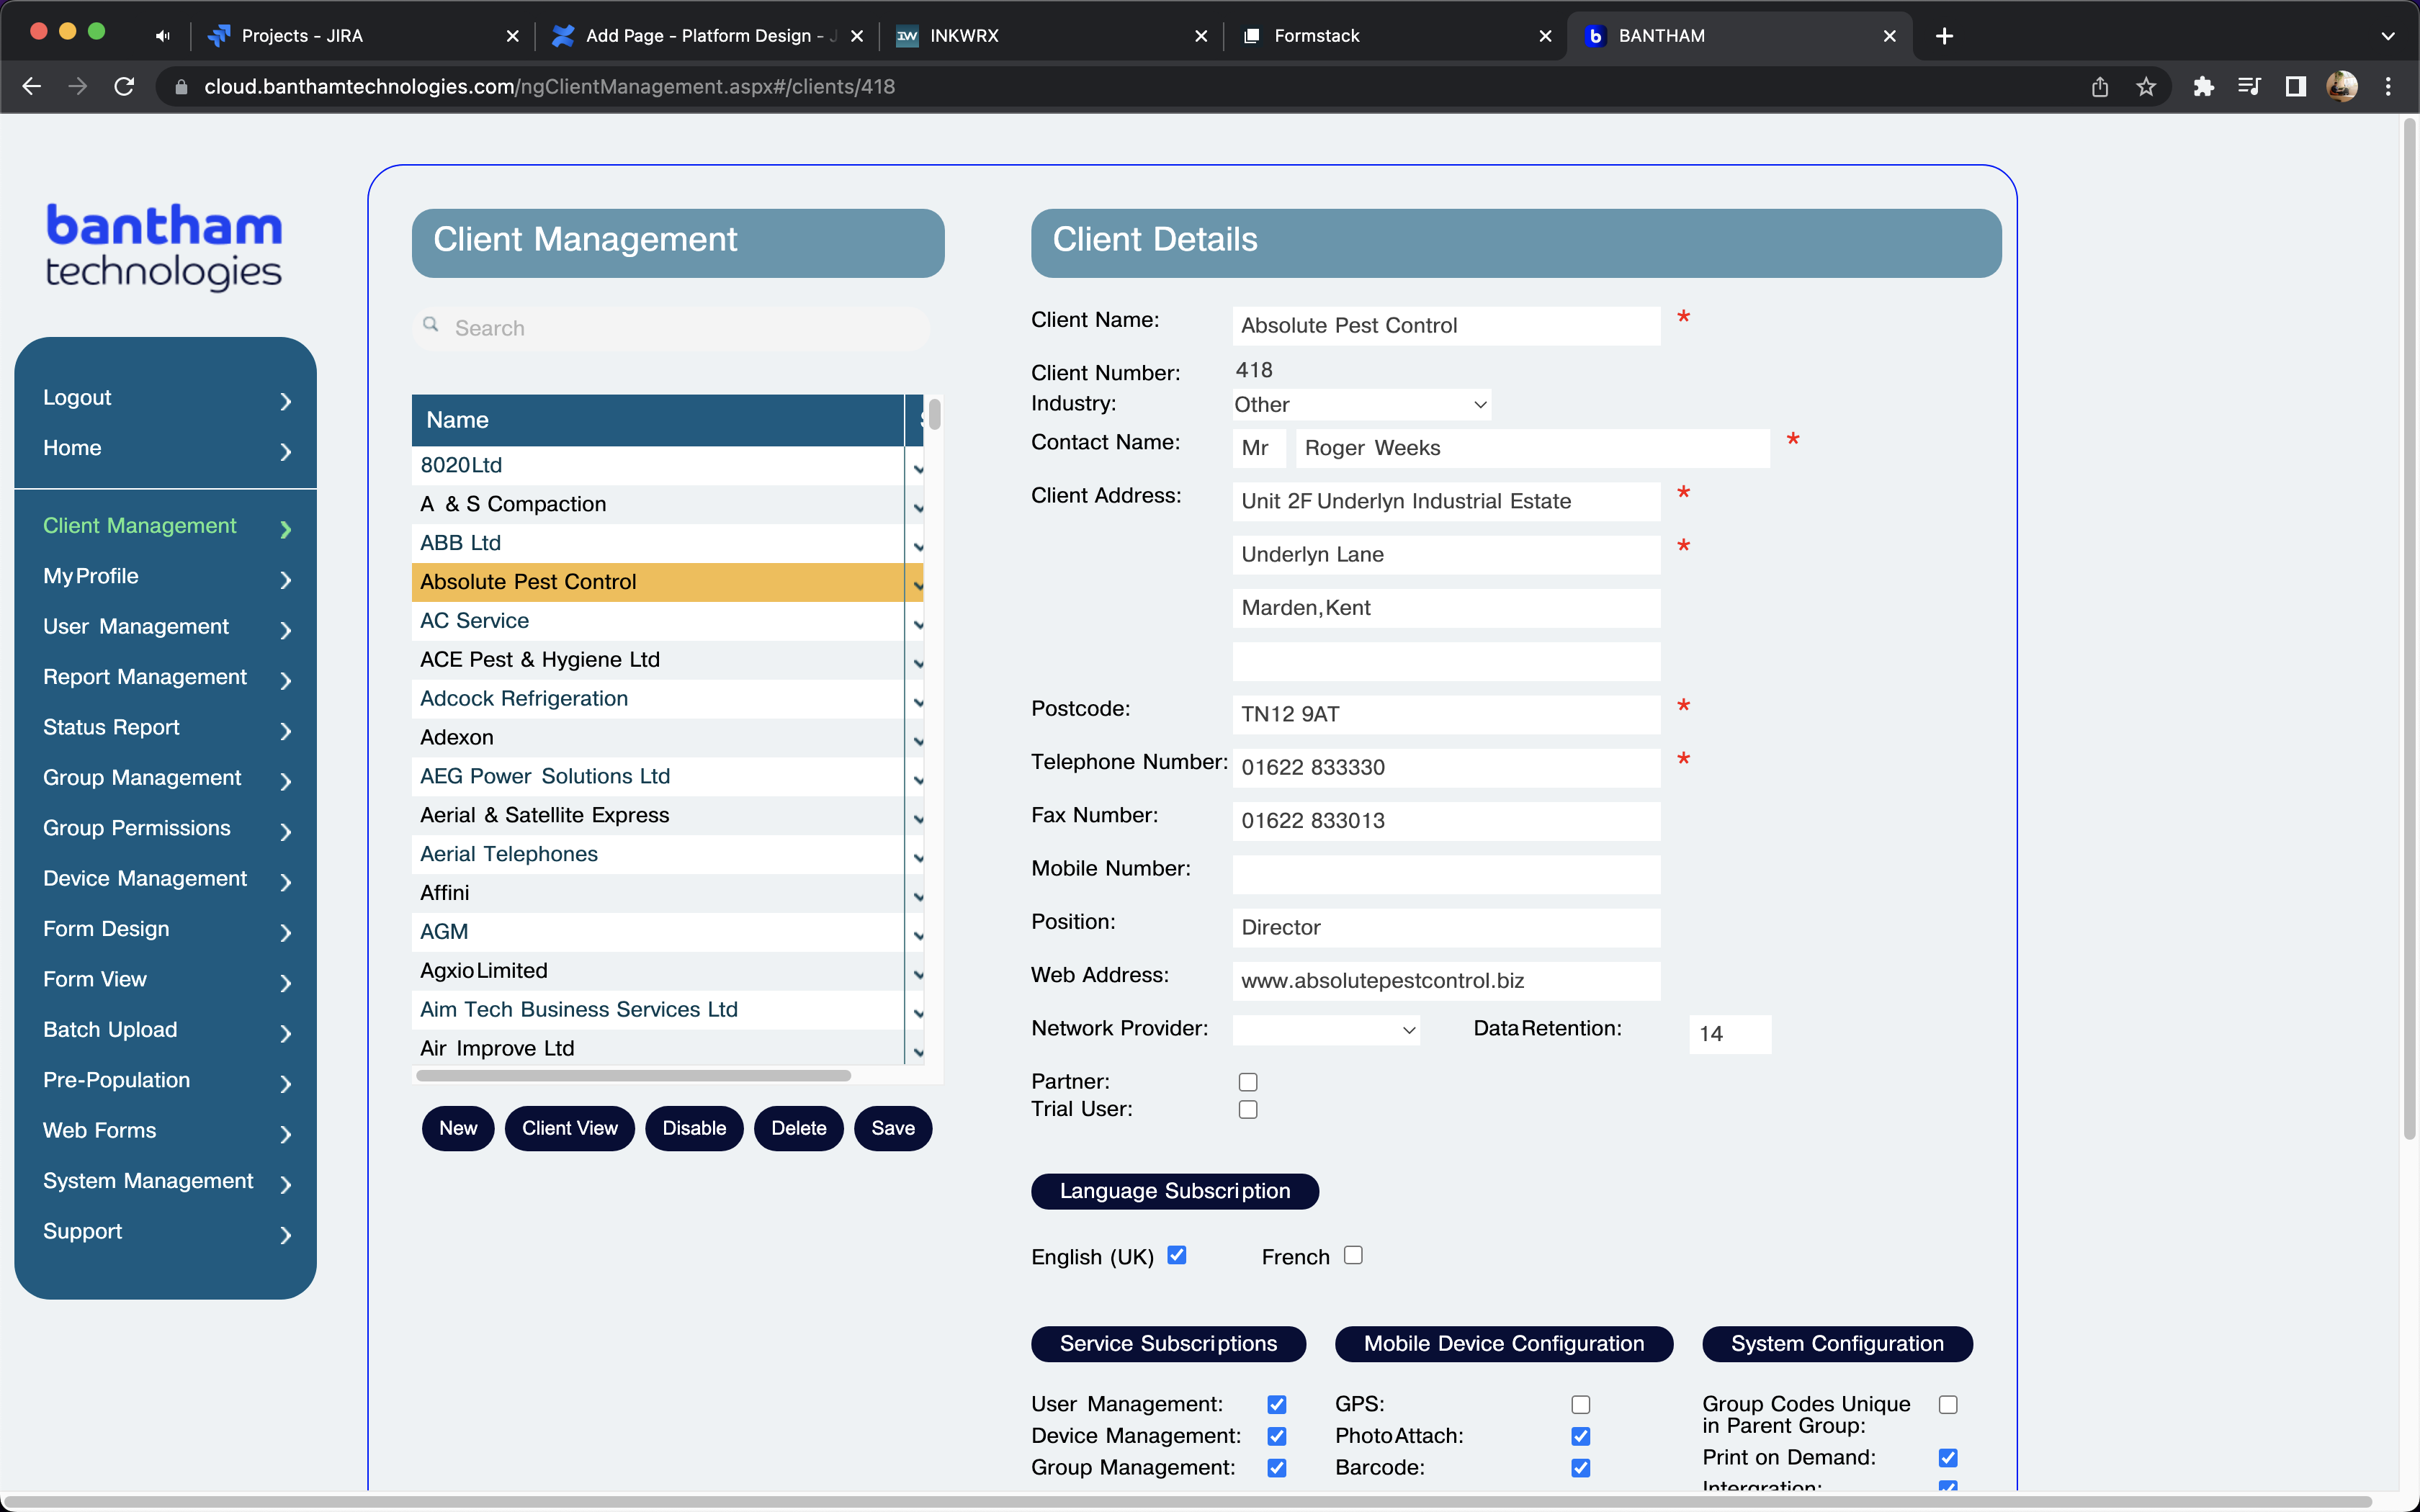 Projects - JIRA
Add Page - Platform Design - J
INKWRX
Formstack
BANTHAM
cloud.banthamtechnologies.com/ngClientManagement.aspx#/clients/418
bantham
technologies
Logout
Home
Client Management
My Profile
User Management
Report Management
Status Report
Group Management
Group Permissions
Device Management
Form Design
Form View
Batch Upload
Pre-Population
Web Forms
System Management
Support
Client Management
Search
Name
8020 Ltd
A & S Compaction
ABB Ltd
Absolute Pest Control
AC Service
ACE Pest & Hygiene Ltd
Adcock Refrigeration
Adexon
AEG Power Solutions Ltd
Aerial & Satellite Express
Aerial Telephones
Affini
AGM
Agxio Limited
Aim Tech Business Services Ltd
Air Improve Ltd
New Client View Disable Delete Save
Client Details
Client Name: Absolute Pest Control *
Client Number: 418
Industry: Other
Contact Name: Mr Roger Weeks *
Client Address: Unit 2F Underlyn Industrial Estate *
Underlyn Lane *
Marden, Kent
Postcode: TN12 9AT *
Telephone Number: 01622 833330 *
Fax Number: 01622 833013
Mobile Number:
Position: Director
Web Address: www.absolutepestcontrol.biz
Network Provider: Data Retention: 14
Partner:
Trial User:
Language Subscription
English (UK) French
Service Subscriptions
User Management:
Device Management:
Group Management:
Mobile Device Configuration
GPS:
Photo Attach:
Barcode:
System Configuration
Group Codes Unique
in Parent Group:
Print on Demand:
Intergration: